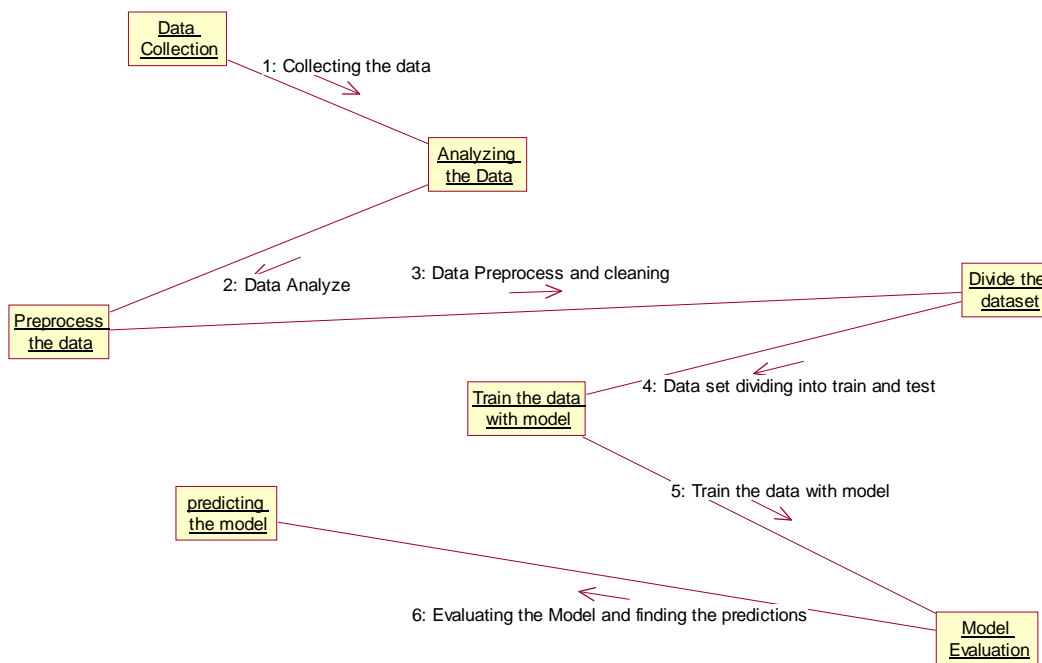 Data
Collection
1: Collecting the data
Analyzing
the Data
2: Data Analyze
3: Data Preprocess and cleaning
Preprocess
the data
Divide the
dataset
4: Data set dividing into train and test
Train the data
with model
5: Train the data with model
predicting
the model
6: Evaluating the Model and finding the predictions
Model
Evaluation